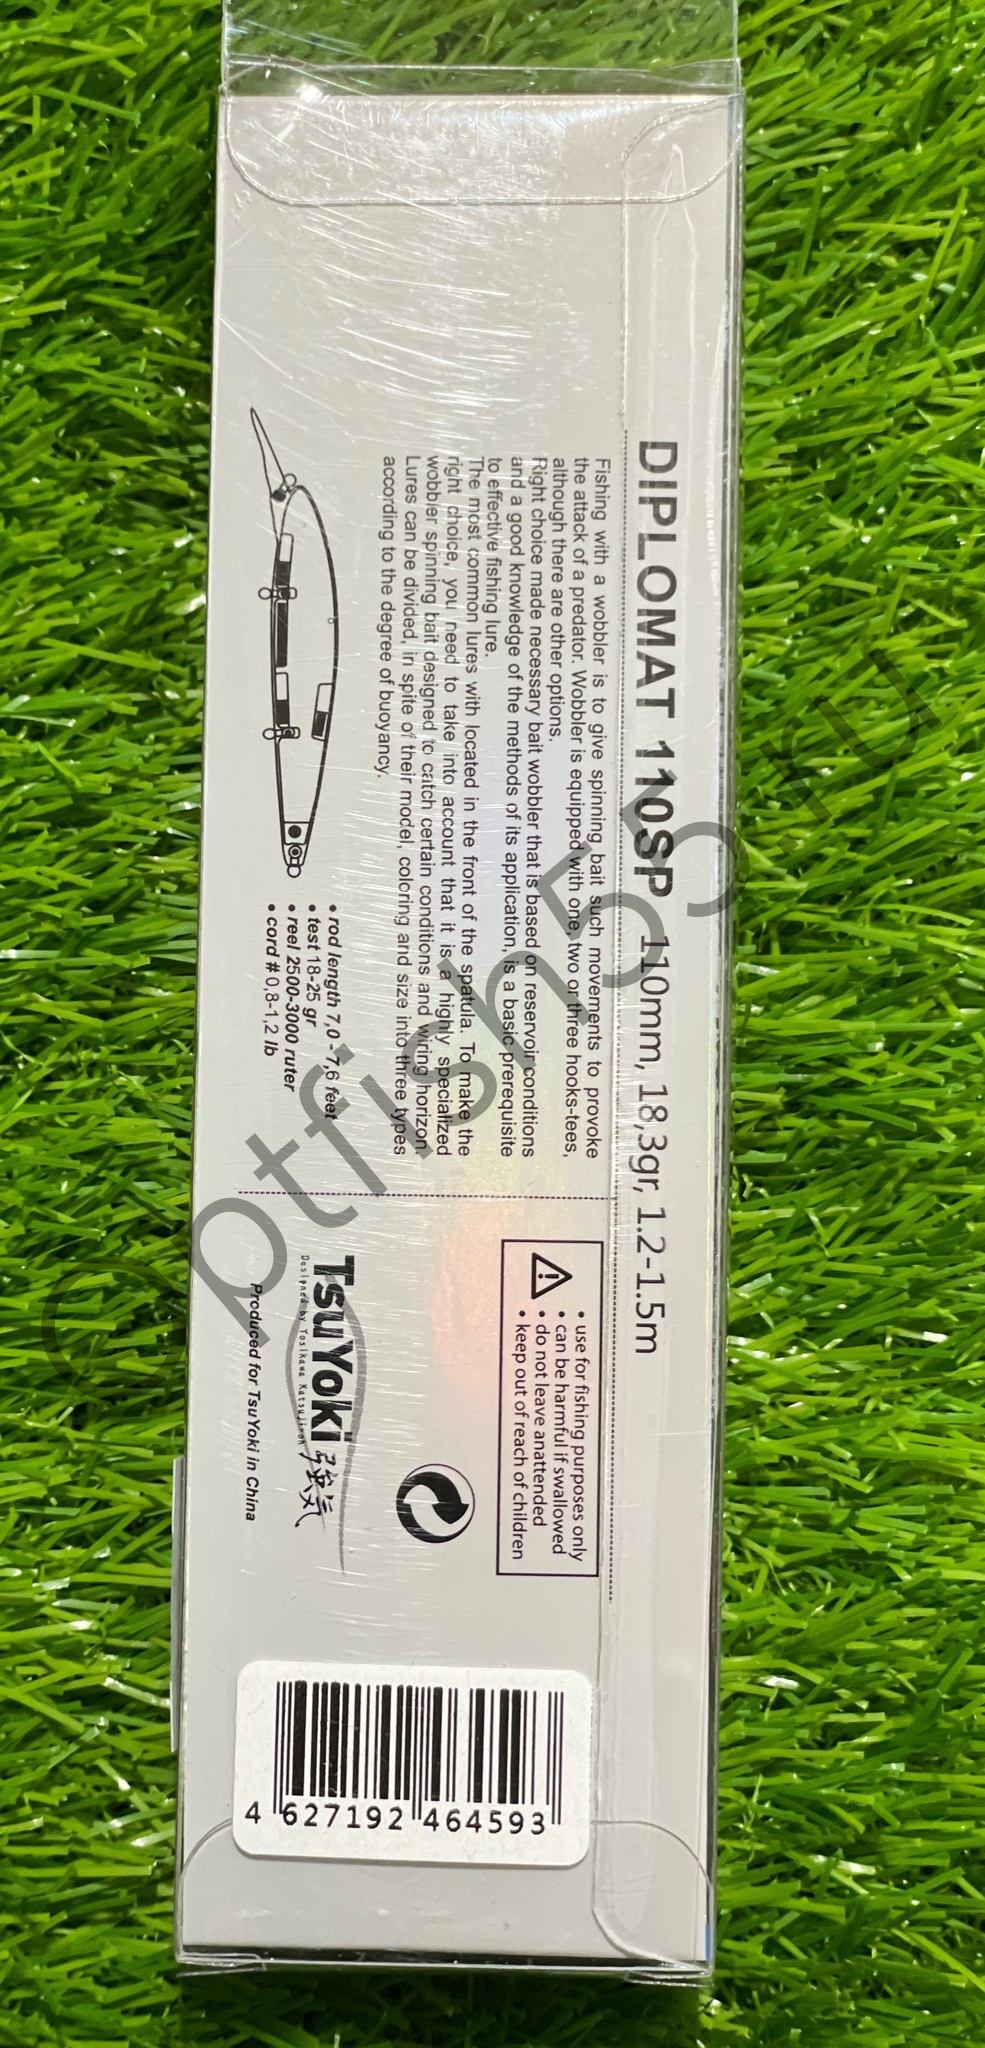 DIPLOMAT 110SP 110mm, 18,3gr, 1.2-1.5m
Fishing with a wobbler is to give spinning bait such movements to provoke
the attack of a predator. Wobbler is equipped with one, two or three hooks-tees,
although there are other options.
Right choice made necessary bait wobbler that is based on reservoir conditions
and a good knowledge of the methods of its application, is a basic prerequisite
to effective fishing lure.
The most common lures with located in the front of the spatula. To make the
right choice, you need to take into account that it is a highly specialized
wobbler spinning bait designed to catch certain conditions and wiring horizon.
Lures can be divided, in spite of their model, coloring and size into three types
according to the degree of buoyancy.
• rod length 7,0 -7,6 feet
• test 18-25 gr
• reel 2500-3000 ruter
• cord # 0,8-1,2 lb
• use for fishing purposes only
• can be harmful if swallowed
• do not leave anattended
• keep out of reach of children
TsuYoki 強気
Designed by Yosikawa Katsujiroh
Produced for TsuYoki in China
4 627192 464593
Optfish55.ru